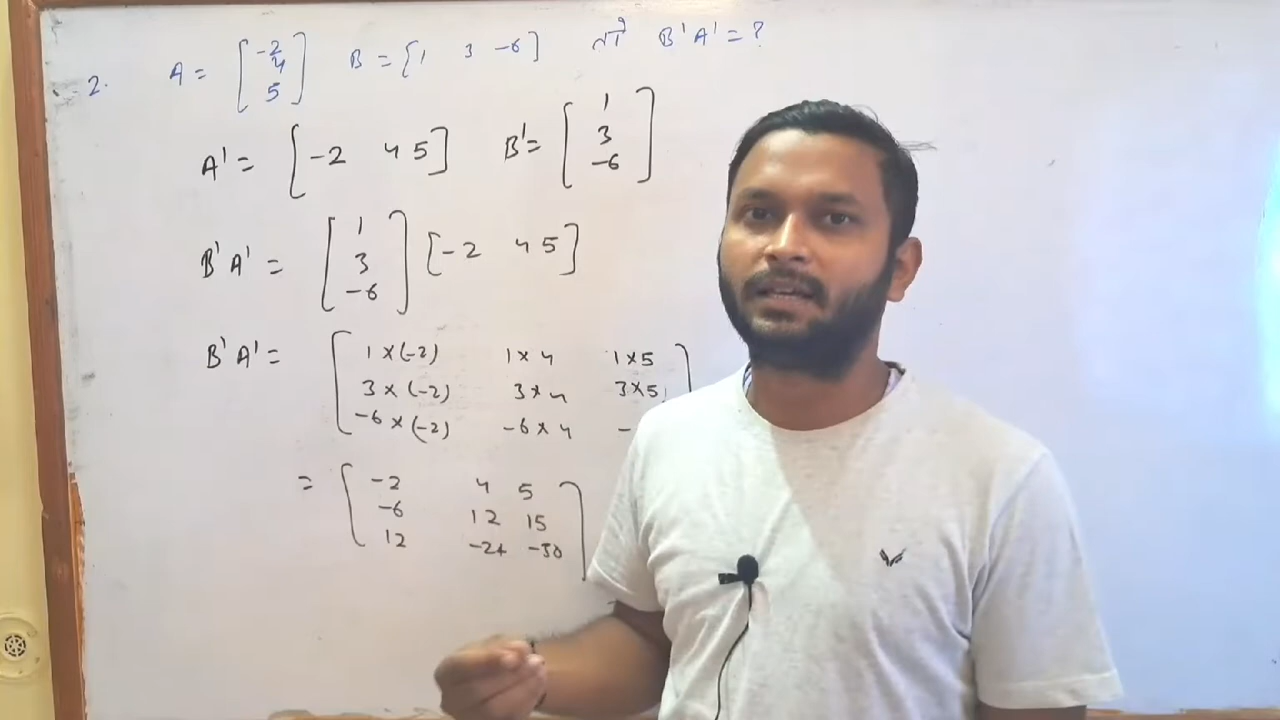 2. A = [-2 4 5] B = [1 3 -6] तो B'A' = ?
A' = [-2 4 5] B' = [1 3 -6]
B'A' = [1 3 -6] [-2 4 5]
B'A' = [1×(-2) 1×4 1×5
3×(-2) 3×4 3×5
-6×(-2) -6×4 -
= [-2 4 5
-6 12 15
12 -24 -30]